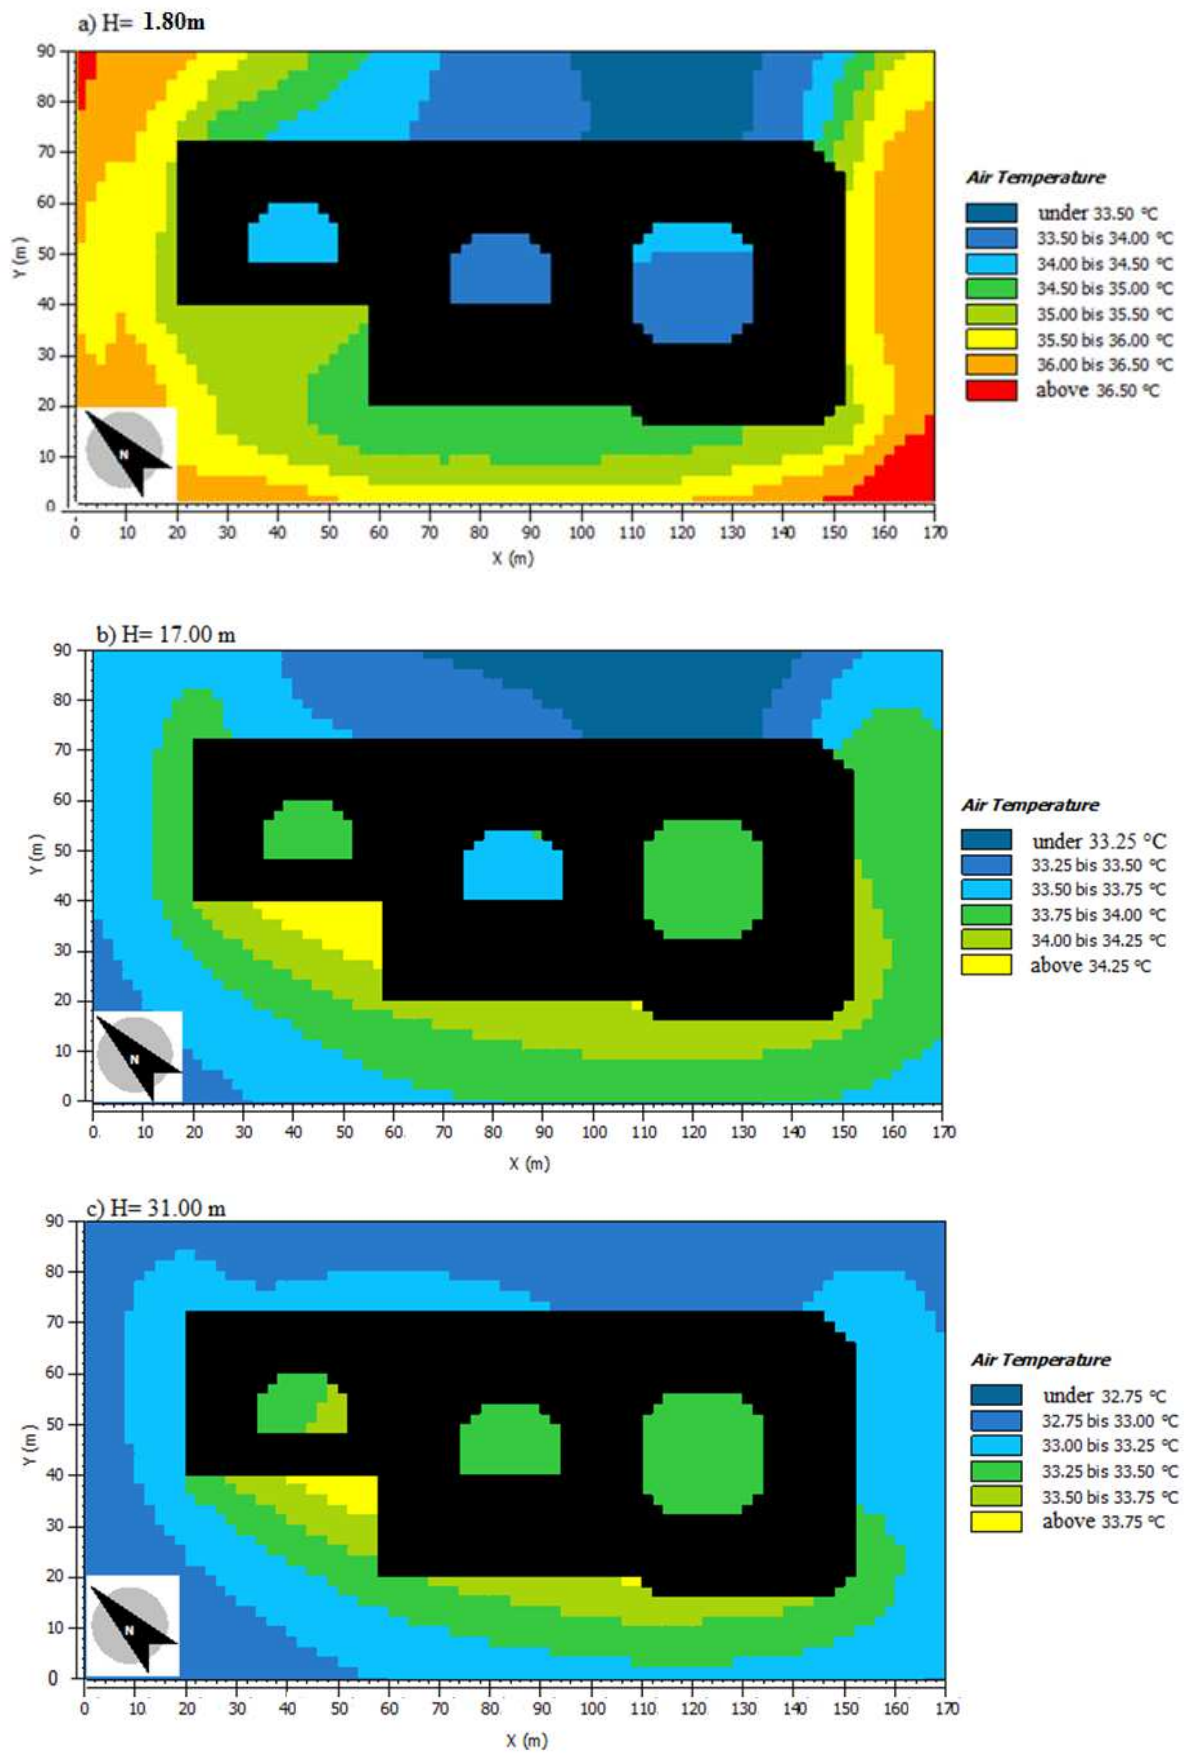 a) H= 1.80m
90
80
70
60
50
40
30
20
10
0
Y (m)
N
0 10 20 30 40 50 60 70 80 90 100 110 120 130 140 150 160 170
X (m)
Air Temperature
under 33.50 °C
33.50 bis 34.00 °C
34.00 bis 34.50 °C
34.50 bis 35.00 °C
35.00 bis 35.50 °C
35.50 bis 36.00 °C
36.00 bis 36.50 °C
above 36.50 °C
b) H= 17.00 m
90
80
70
60
50
40
30
20
10
0
Y (m)
N
0 10 20 30 40 50 60 70 80 90 100 110 120 130 140 150 160 170
X (m)
Air Temperature
under 33.25 °C
33.25 bis 33.50 °C
33.50 bis 33.75 °C
33.75 bis 34.00 °C
34.00 bis 34.25 °C
above 34.25 °C
c) H= 31.00 m
90
80
70
60
50
40
30
20
10
0
Y (m)
N
0 10 20 30 40 50 60 70 80 90 100 110 120 130 140 150 160 170
X (m)
Air Temperature
under 32.75 °C
32.75 bis 33.00 °C
33.00 bis 33.25 °C
33.25 bis 33.50 °C
33.50 bis 33.75 °C
above 33.75 °C